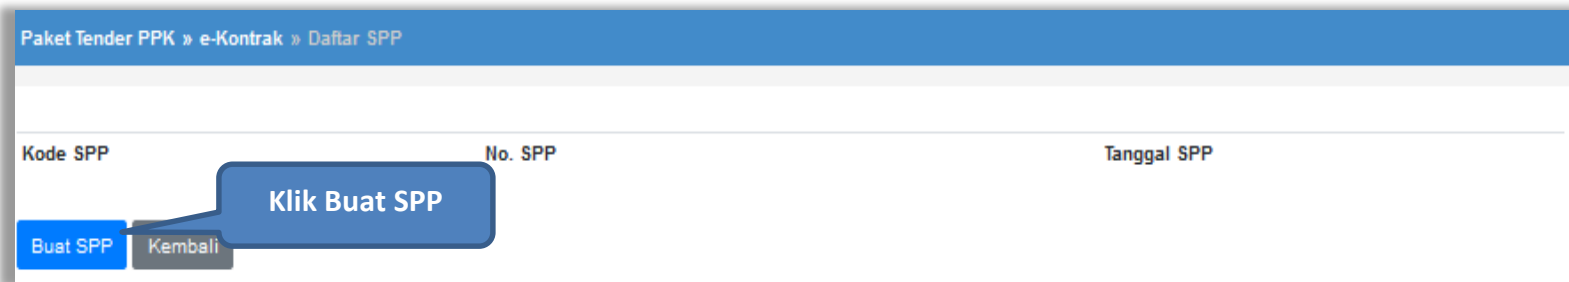 Paket Tender PPK » e-Kontrak » Daftar SPP
Kode SPP No. SPP Tanggal SPP
Klik Buat SPP
Buat SPP Kembali